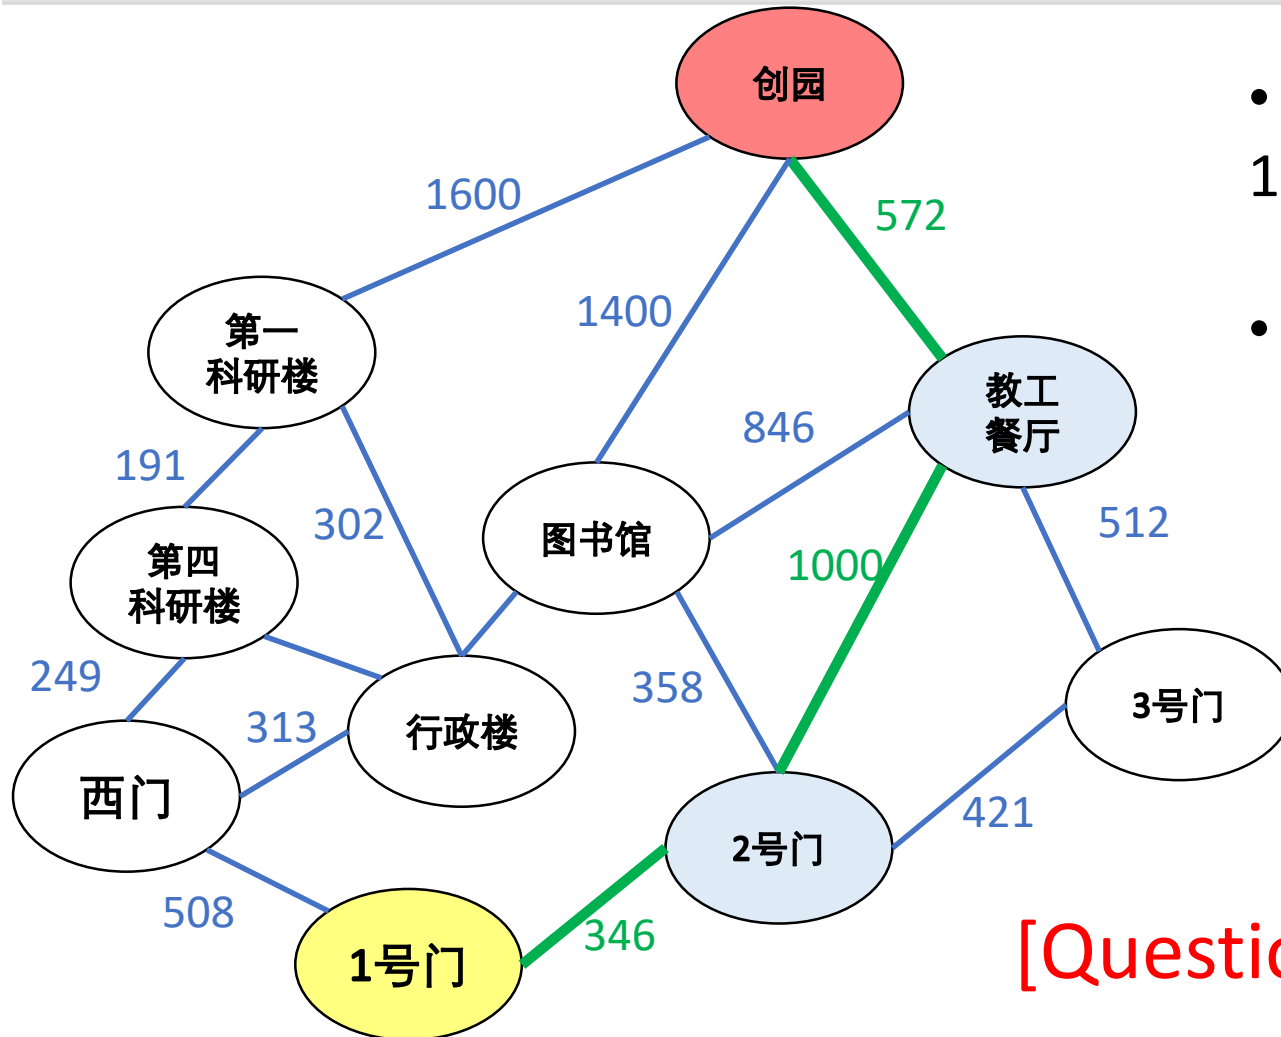 创园
•
1
1600
572
第一
科研楼
1400
•
教工
餐厅
846
191
302
图书馆
512
第四
科研楼
1000
249
358
313
行政楼
3号门
西门
421
2号门
508
346
1号门
[Questio